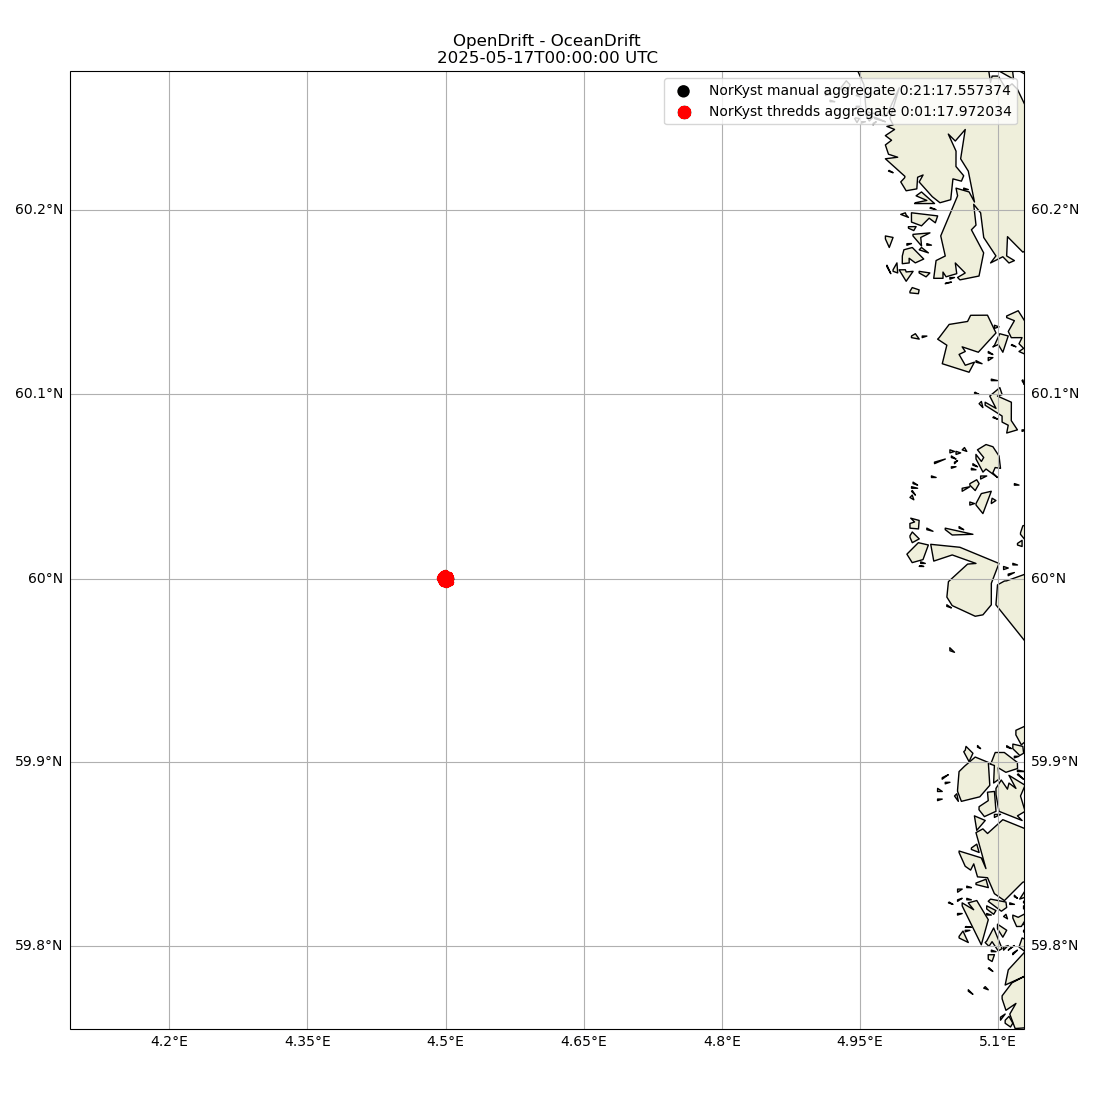 OpenDrift - OceanDrift
2025-05-17T00:00:00 UTC
NorKyst manual aggregate 0:21:17.557374
NorKyst thredds aggregate 0:01:17.972034
60.2°N 60.2°N
60.1°N 60.1°N
60°N 60°N
59.9°N 59.9°N
59.8°N 59.8°N
4.2°E 4.35°E 4.5°E 4.65°E 4.8°E 4.95°E 5.1°E